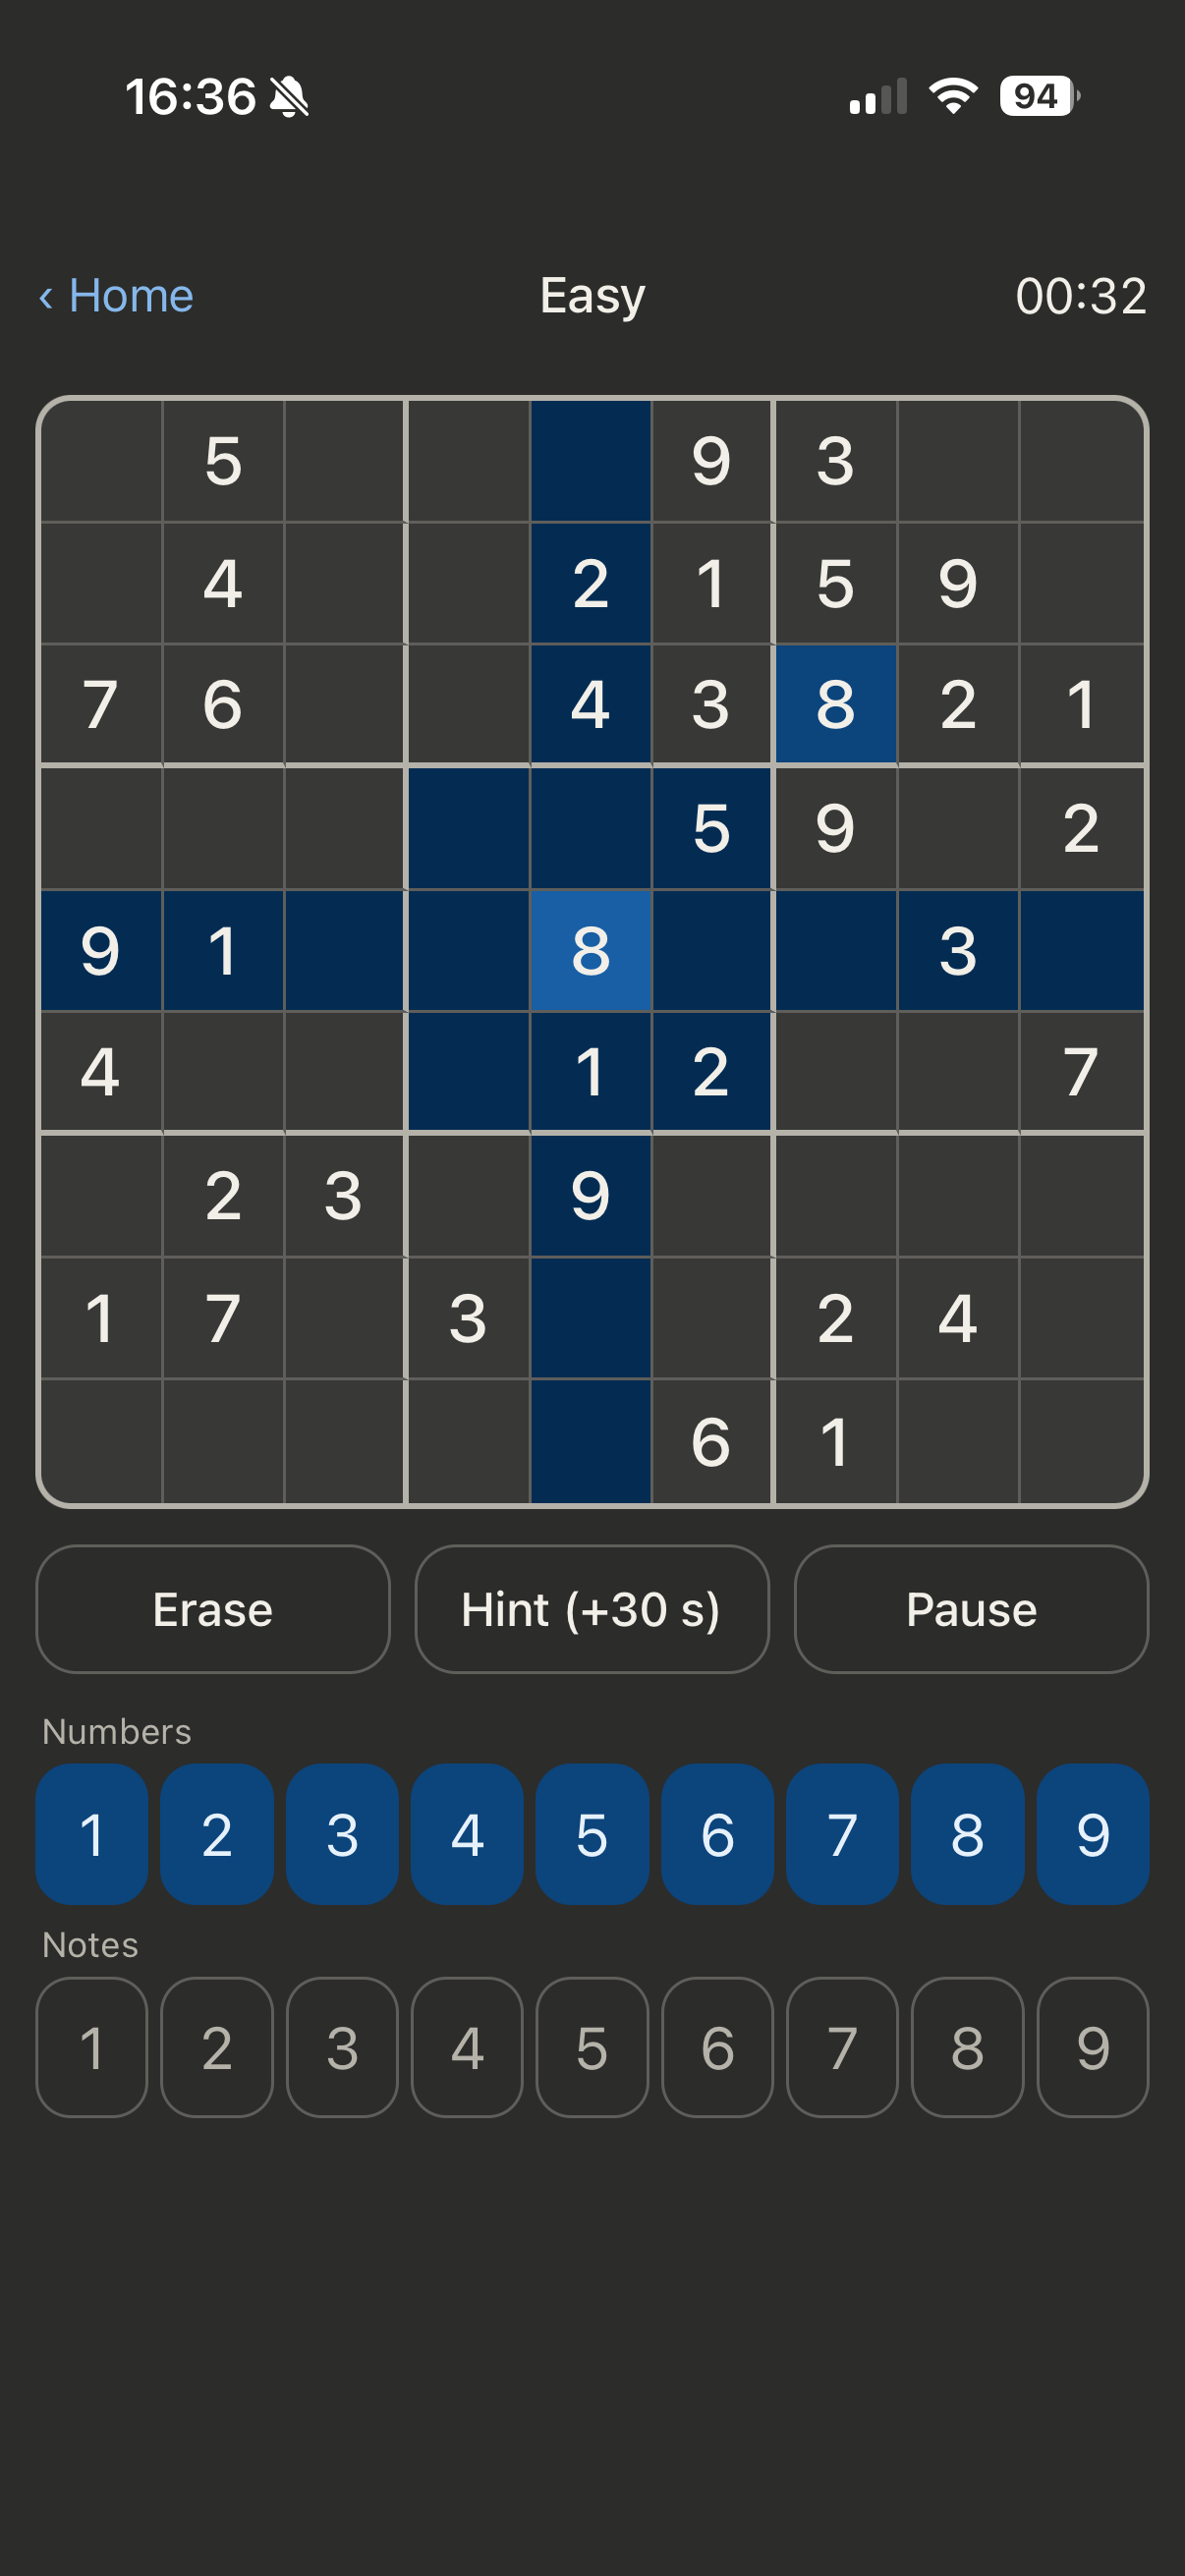 16:36 94
‹ Home Easy 00:32
5 9 3
4 2 1 5 9
7 6 4 3 8 2 1
5 9 2
9 1 8 3
4 1 2 7
2 3 9
1 7 3 2 4
6 1
Erase Hint (+30 s) Pause
Numbers
1 2 3 4 5 6 7 8 9
Notes
1 2 3 4 5 6 7 8 9